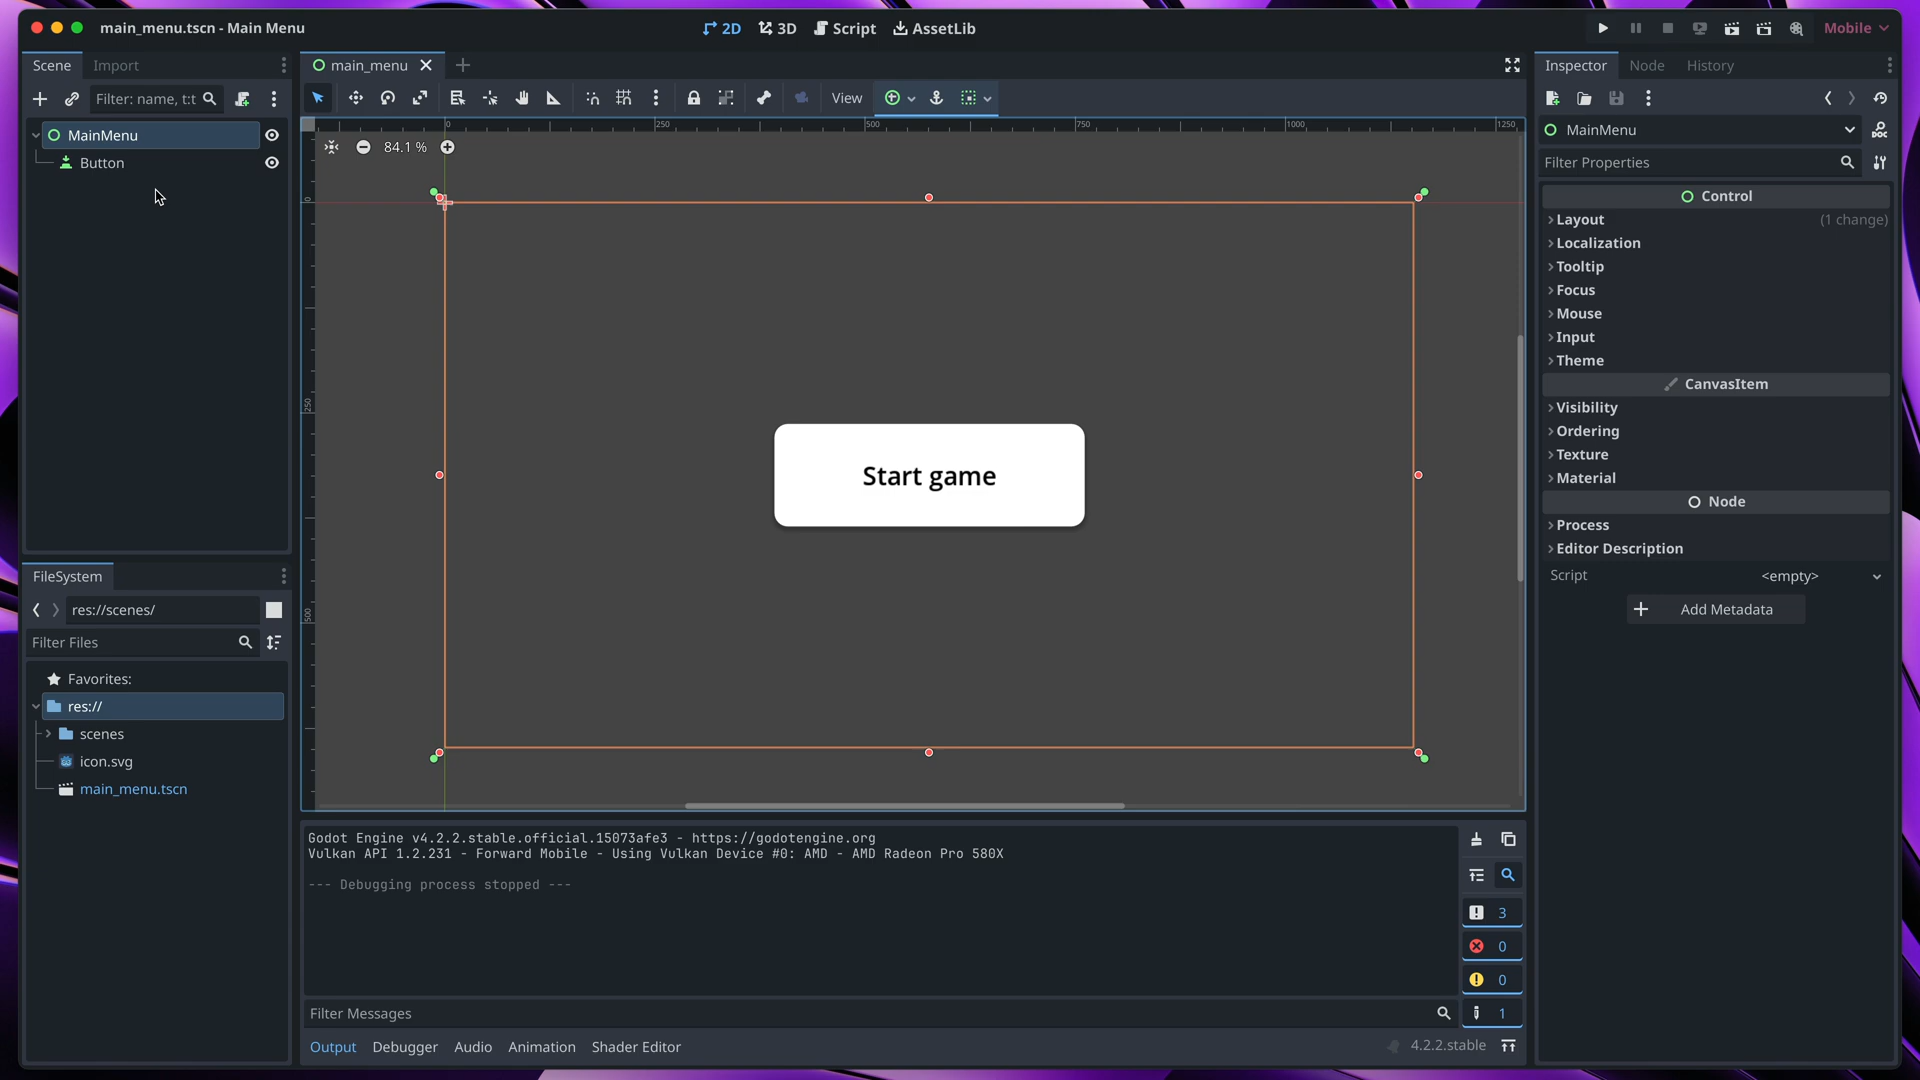 main_menu.tscn - Main Menu
2D
3D
Script
AssetLib
Mobile
Scene
Import
Filter: name, t:t
MainMenu
Button
main_menu
View
84.1 %
0
250
500
750
1000
1250
0
250
500
Start game
Inspector
Node
History
MainMenu
DOC
Filter Properties
Control
Layout
(1 change)
Localization
Tooltip
Focus
Mouse
Input
Theme
CanvasItem
Visibility
Ordering
Texture
Material
Node
Process
Editor Description
Script
<empty>
Add Metadata
FileSystem
res://scenes/
Filter Files
Favorites:
res://
scenes
icon.svg
main_menu.tscn
Godot Engine v4.2.2.stable.official.15073afe3 - https://godotengine.org
Vulkan API 1.2.231 - Forward Mobile - Using Vulkan Device #0: AMD - AMD Radeon Pro 580X
--- Debugging process stopped ---
3
0
0
1
Filter Messages
Output
Debugger
Audio
Animation
Shader Editor
4.2.2.stable